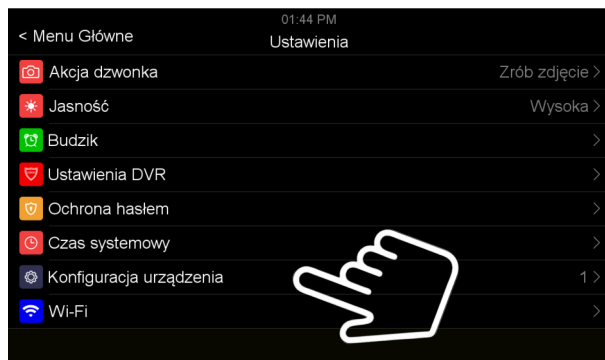 01:44 PM
< Menu Główne
Ustawienia
Akcja dzwonka Zrób zdjęcie >
Jasność Wysoka >
Budzik >
Ustawienia DVR >
Ochrona hasłem >
Czas systemowy >
Konfiguracja urządzenia 1 >
Wi-Fi >